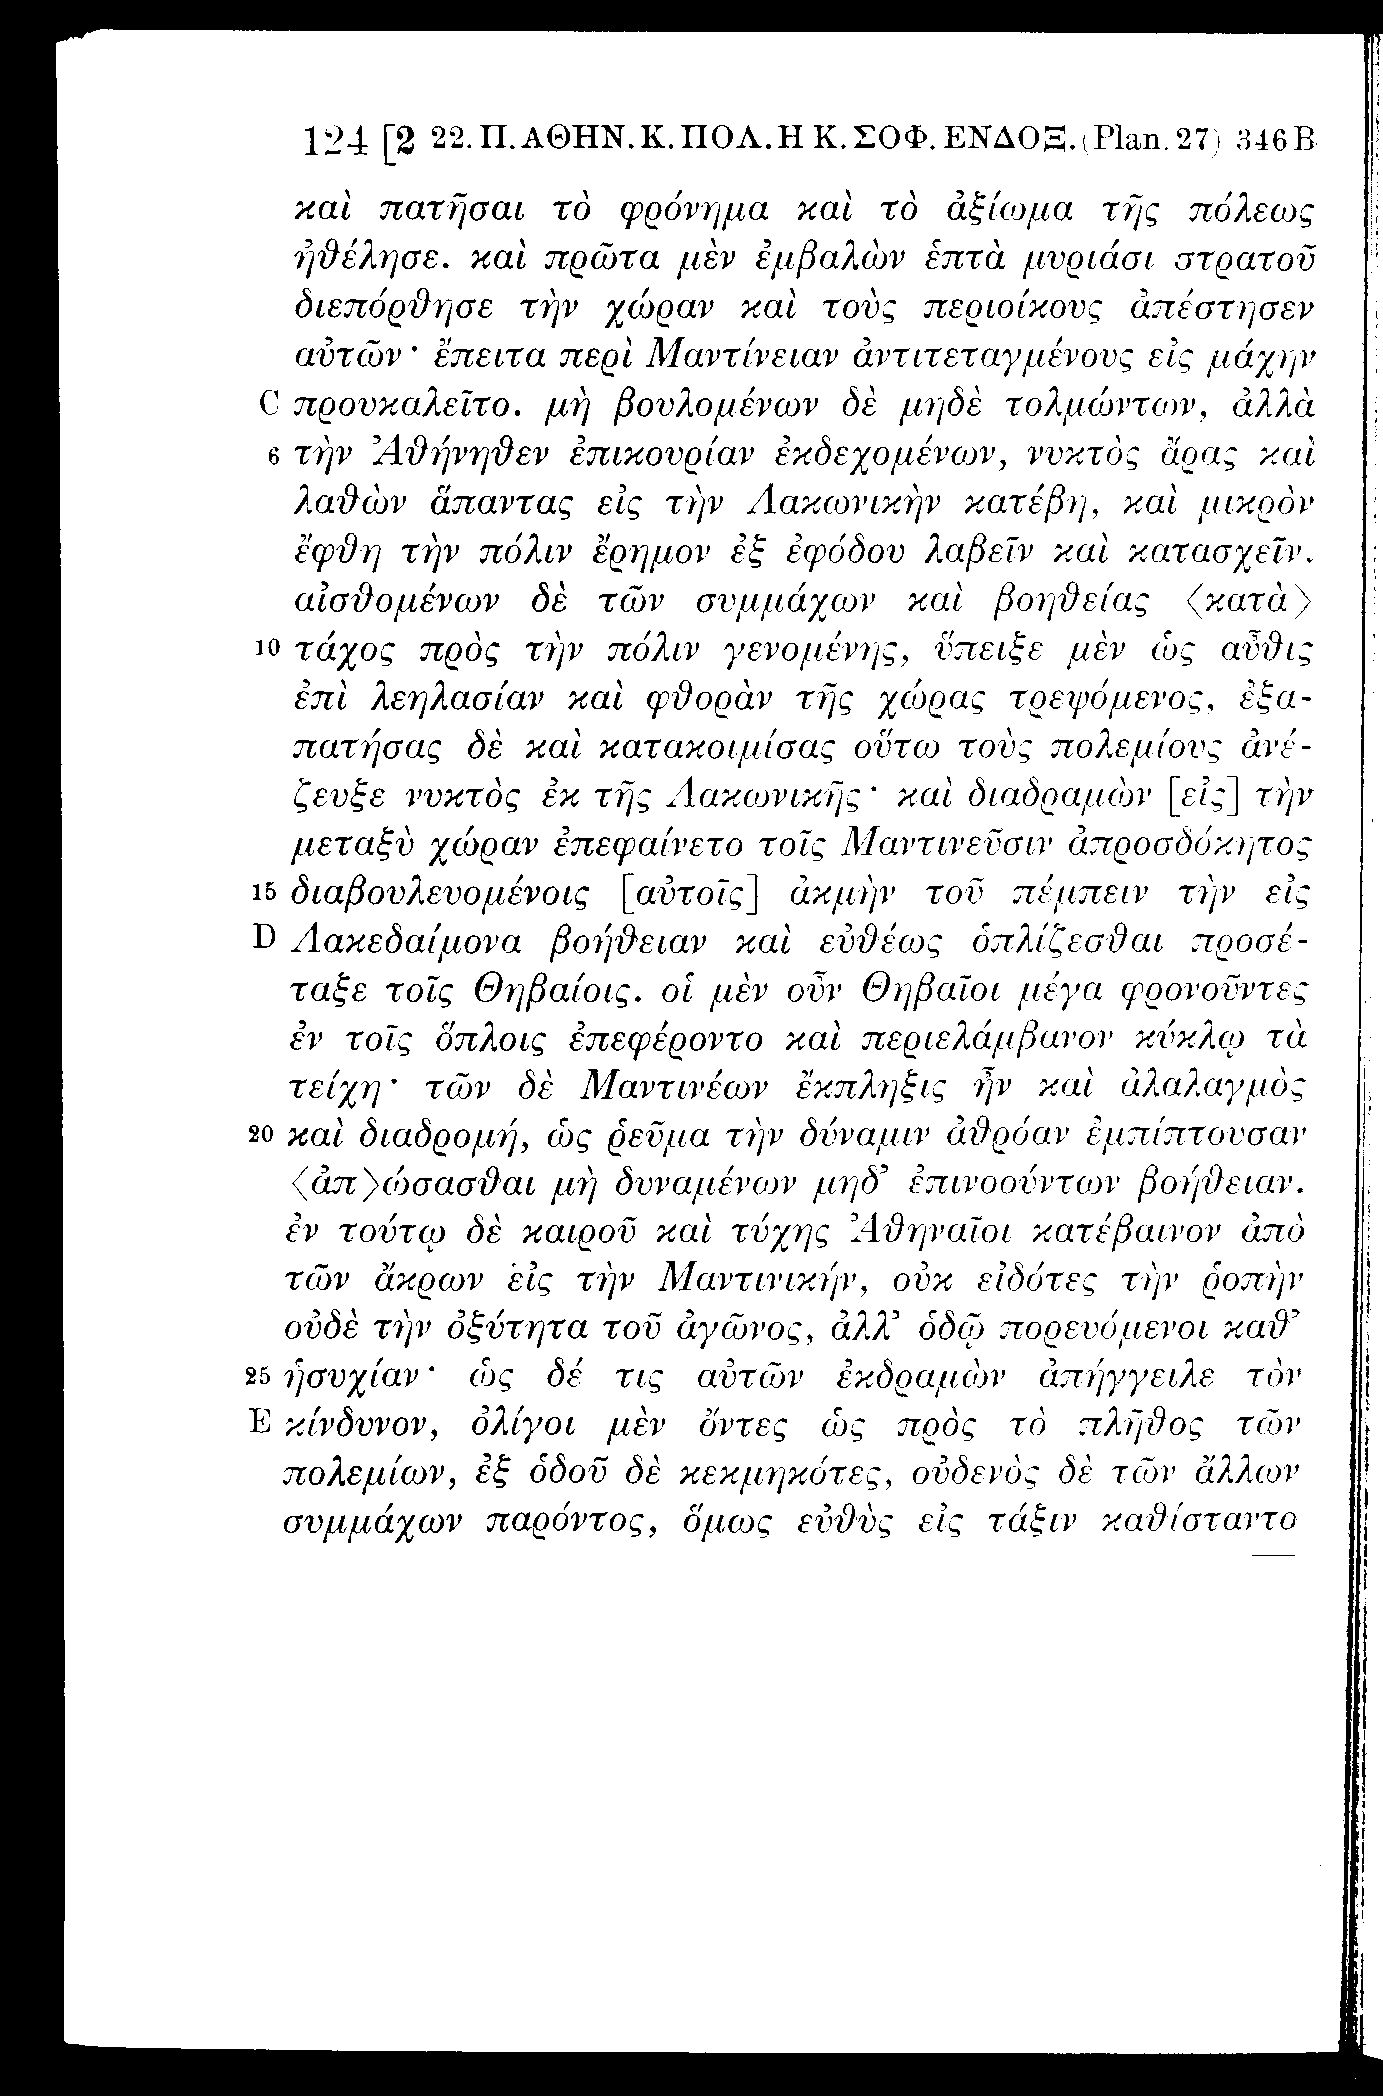 124 [2 22. Π. ΑΘΗΝ. Κ. ΠΟΛ. Η Κ. ΣΟΦ. ΕΝΔΟΞ. (Plan. 27) 346 B
καὶ πατῆσαι τὸ φρόνημα καὶ τὸ ἀξίωμα τῆς πόλεως
ἠθέλησε. καὶ πρῶτα μὲν ἐμβαλὼν ἑπτὰ μυριάσι στρατοῦ
διεπόρθησε τὴν χώραν καὶ τοὺς περιοίκους ἀπέστησεν
αὐτῶν· ἔπειτα περὶ Μαντίνειαν ἀντιτεταγμένους εἰς μάχην
C προυκαλεῖτο. μὴ βουλομένων δὲ μηδὲ τολμώντων, ἀλλὰ
6 τὴν Ἀθήνηθεν ἐπικουρίαν ἐκδεχομένων, νυκτὸς ἄρας καὶ
λαθὼν ἅπαντας εἰς τὴν Λακωνικὴν κατέβη, καὶ μικρὸν
ἔφθη τὴν πόλιν ἔρημον ἐξ ἐφόδου λαβεῖν καὶ κατασχεῖν.
αἰσθομένων δὲ τῶν συμμάχων καὶ βοηθείας ⟨κατὰ⟩
10 τάχος πρὸς τὴν πόλιν γενομένης, ὕπειξε μὲν ὡς αὖθις
ἐπὶ λεηλασίαν καὶ φθορὰν τῆς χώρας τρεψόμενος, ἐξα-
πατήσας δὲ καὶ κατακοιμίσας οὕτω τοὺς πολεμίους ἀνέ-
ζευξε νυκτὸς ἐκ τῆς Λακωνικῆς· καὶ διαδραμὼν [εἰς] τὴν
μεταξὺ χώραν ἐπεφαίνετο τοῖς Μαντινεῦσιν ἀπροσδόκητος
15 διαβουλευομένοις [αὐτοῖς] ἀκμὴν τοῦ πέμπειν τὴν εἰς
D Λακεδαίμονα βοήθειαν καὶ εὐθέως ὁπλίζεσθαι προσέ-
ταξε τοῖς Θηβαίοις. οἱ μὲν οὖν Θηβαῖοι μέγα φρονοῦντες
ἐν τοῖς ὅπλοις ἐπεφέροντο καὶ περιελάμβανον κύκλῳ τὰ
τείχη· τῶν δὲ Μαντινέων ἔκπληξις ἦν καὶ ἀλαλαγμὸς
20 καὶ διαδρομή, ὡς ῥεῦμα τὴν δύναμιν ἀθρόαν ἐμπίπτουσαν
⟨ἀπ⟩ώσασθαι μὴ δυναμένων μηδ’ ἐπινοούντων βοήθειαν.
ἐν τούτῳ δὲ καιροῦ καὶ τύχης Ἀθηναῖοι κατέβαινον ἀπὸ
τῶν ἄκρων εἰς τὴν Μαντινικήν, οὐκ εἰδότες τὴν ῥοπὴν
οὐδὲ τὴν ὀξύτητα τοῦ ἀγῶνος, ἀλλ’ ὁδῷ πορευόμενοι καθ’
25 ἡσυχίαν· ὡς δέ τις αὐτῶν ἐκδραμὼν ἀπήγγειλε τὸν
E κίνδυνον, ὀλίγοι μὲν ὄντες ὡς πρὸς τὸ πλῆθος τῶν
πολεμίων, ἐξ ὁδοῦ δὲ κεκμηκότες, οὐδενὸς δὲ τῶν ἄλλων
συμμάχων παρόντος, ὅμως εὐθὺς εἰς τάξιν καθίσταντο